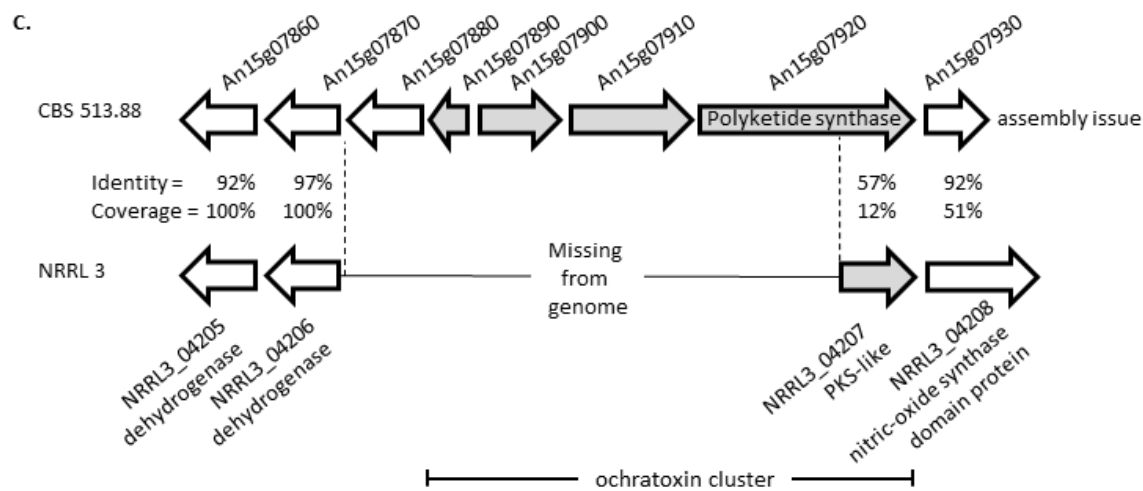 c.
An15g07860
An15g07870
An15g07880
An15g07890
An15g07900
An15g07910
An15g07920
An15g07930
CBS 513.88
Polyketide synthase
assembly issue
Identity = 92% 97% 57% 92%
Coverage = 100% 100% 12% 51%
NRRL 3
Missing
from
genome
NRRL3_04205
dehydrogenase
NRRL3_04206
dehydrogenase
NRRL3_04207
PKS-like
NRRL3_04208
nitric-oxide synthase
domain protein
ochratoxin cluster